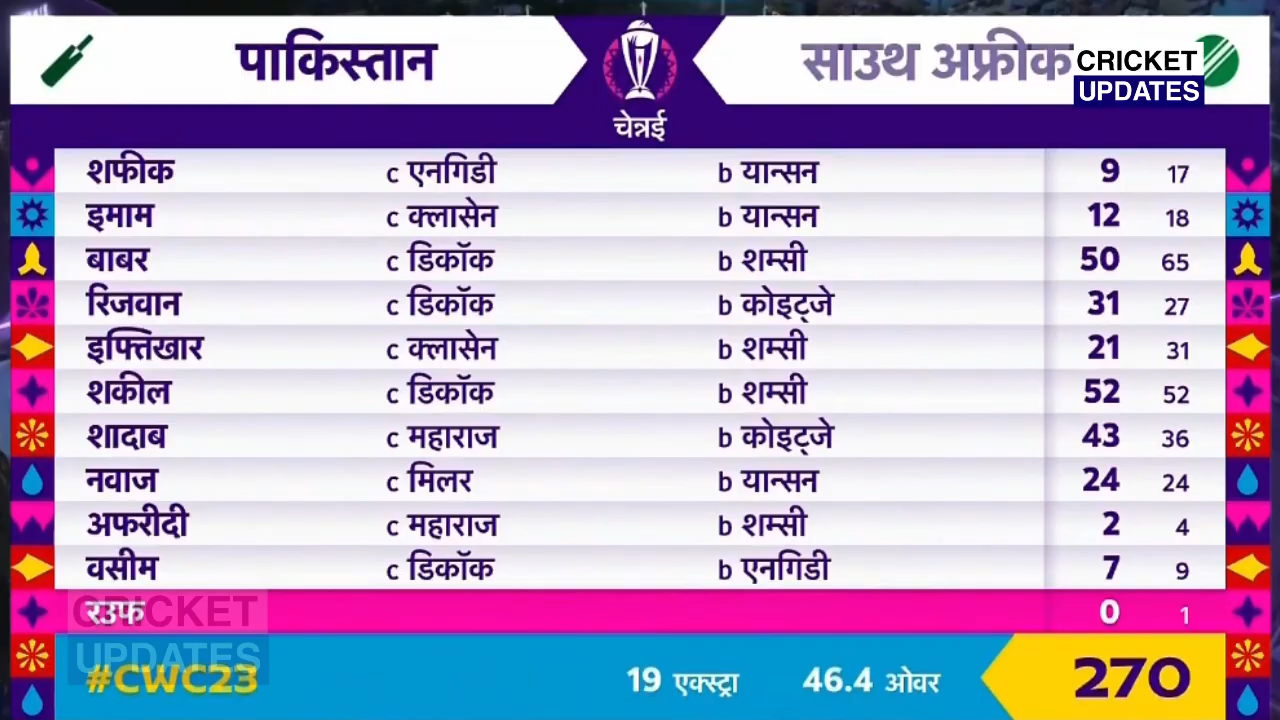 पाकिस्तान साउथ अफ्रीक
CRICKET
UPDATES
चेन्नई
शफीक c एनगिडी b यान्सन 9 17
इमाम c क्लासेन b यान्सन 12 18
बाबर c डिकॉक b शम्सी 50 65
रिजवान c डिकॉक b कोइट्जे 31 27
इफ्तिखार c क्लासेन b शम्सी 21 31
शकील c डिकॉक b शम्सी 52 52
शादाब c महाराज b कोइट्जे 43 36
नवाज c मिलर b यान्सन 24 24
अफरीदी c महाराज b शम्सी 2 4
वसीम c डिकॉक b एनगिडी 7 9
रउफ 0 1
CRICKET
UPDATES
#CWC23 19 एक्स्ट्रा 46.4 ओवर 270